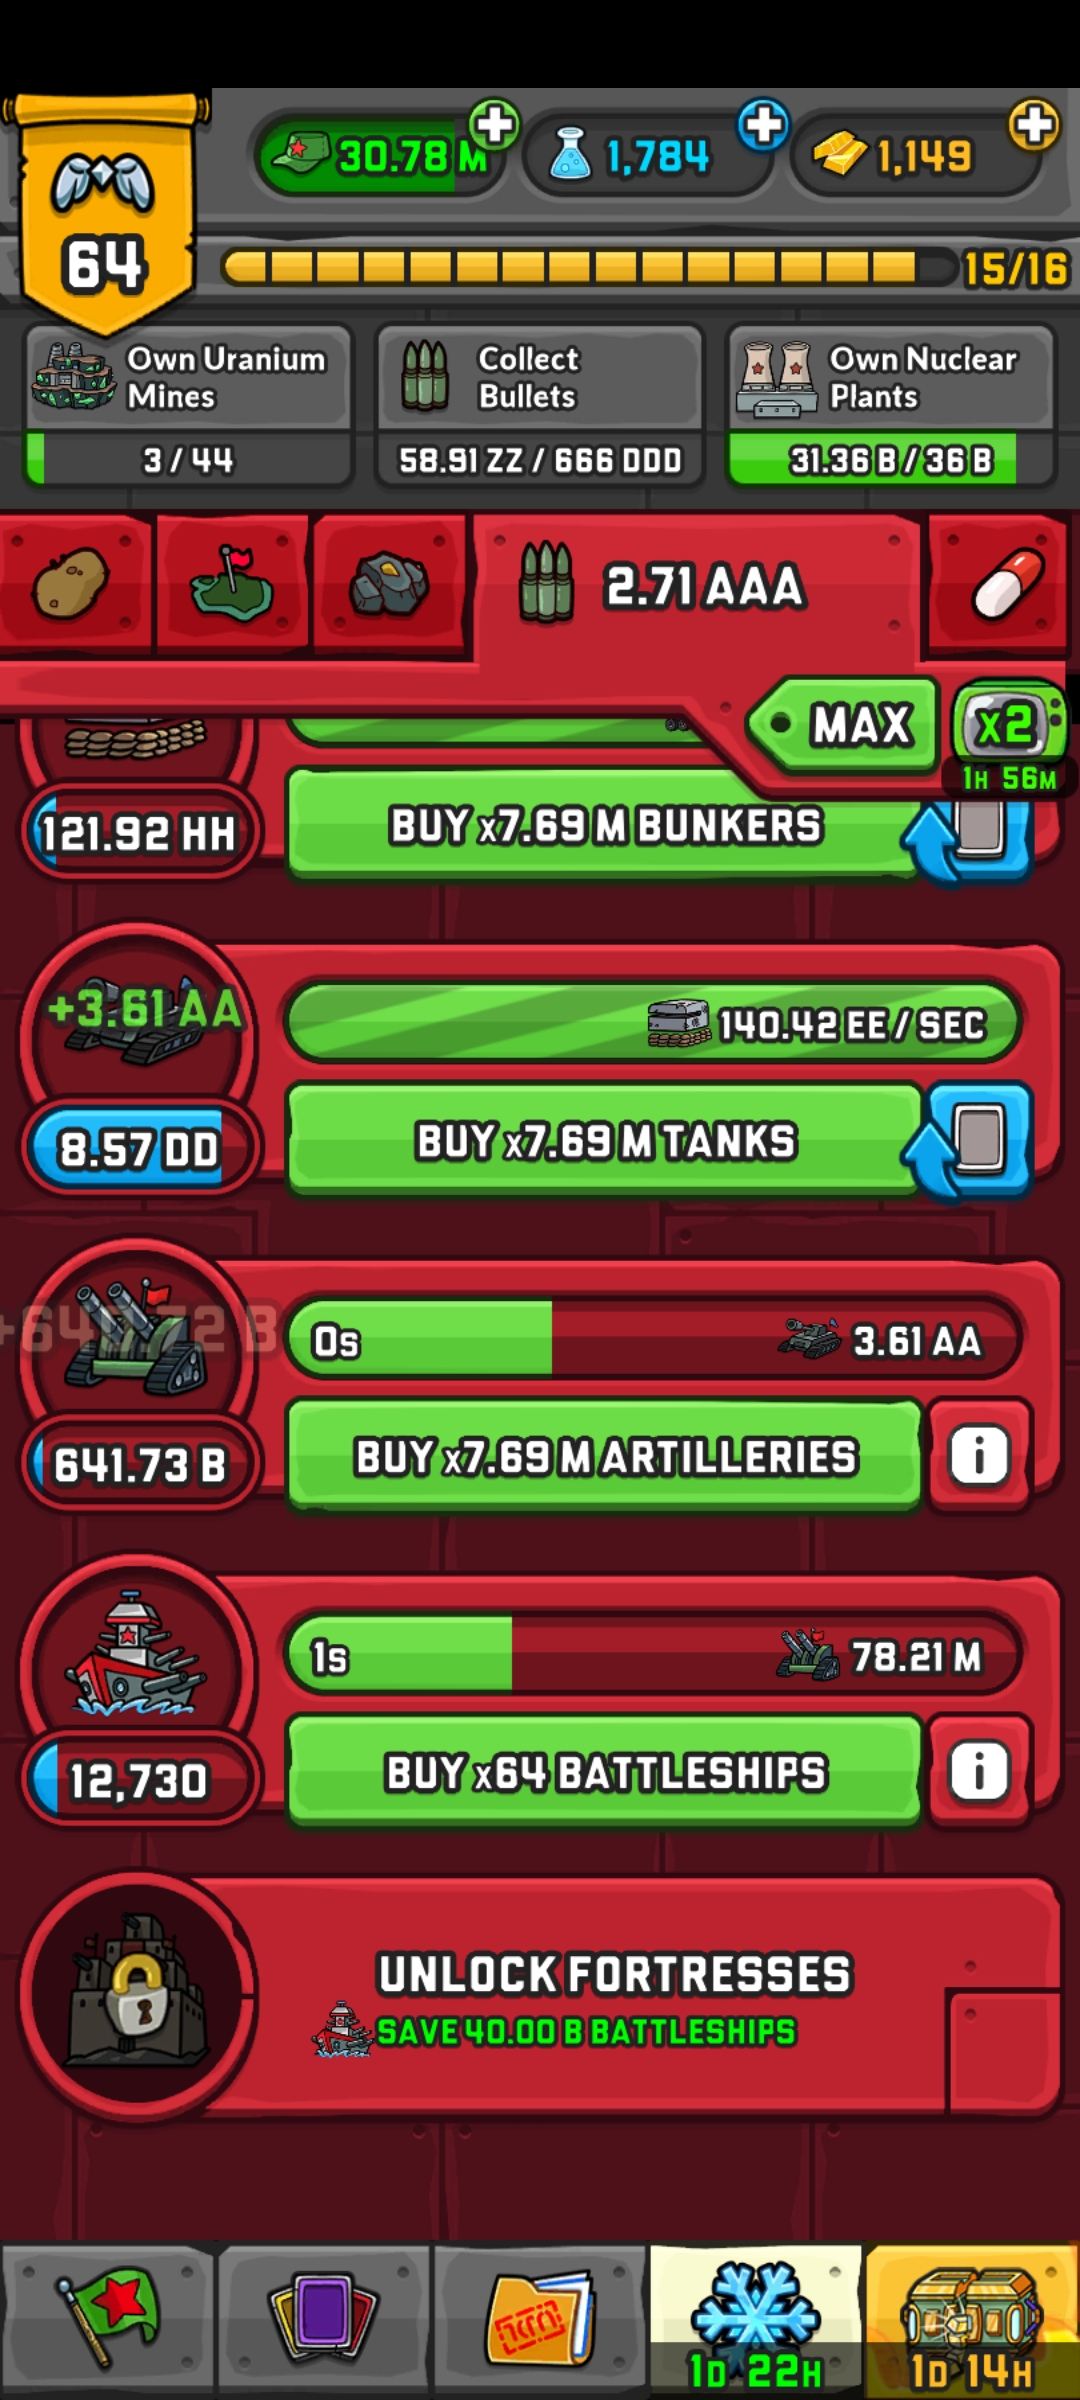 30.78 M
1,784
1,149
64
15/16
Own Uranium
Mines
3 / 44
Collect
Bullets
58.91 ZZ / 666 DDD
Own Nuclear
Plants
31.36 B / 36 B
2.71 AAA
MAX
x2
1H 56M
121.92 HH
BUY x7.69 M BUNKERS
+3.61 AA
140.42 EE / SEC
8.57 DD
BUY x7.69 M TANKS
0s
3.61 AA
641.73 B
BUY x7.69 M ARTILLERIES
1s
78.21 M
12,730
BUY x64 BATTLESHIPS
UNLOCK FORTRESSES
SAVE 40.00 B BATTLESHIPS
1D 22H
1D 14H